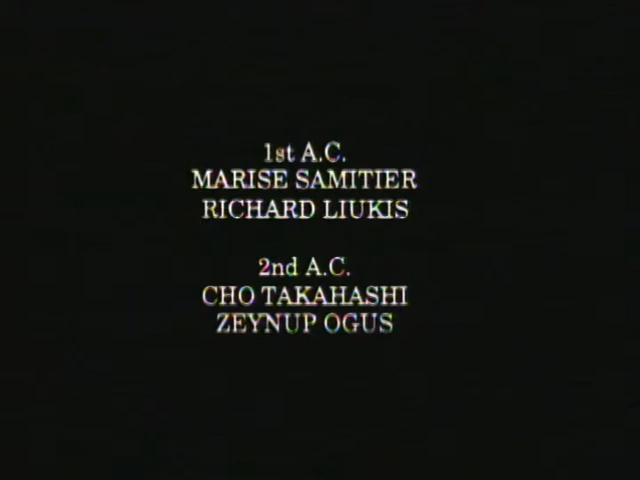 1st A.C.
MARISE SAMITIER
RICHARD LIUKIS
2nd A.C.
CHO TAKAHASHI
ZEYNUP OGUS